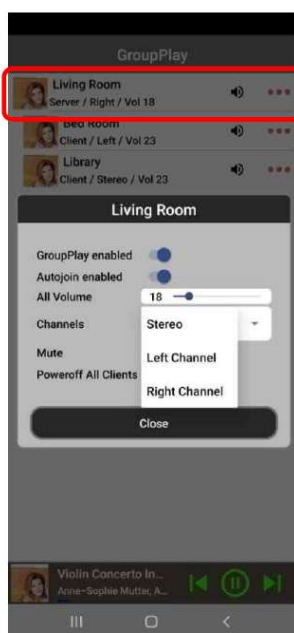 GroupPlay
Living Room
Server / Right / Vol 18
Bed Room
Client / Left / Vol 23
Library
Client / Stereo / Vol 23
Living Room
GroupPlay enabled
Autojoin enabled
All Volume 18
Channels Stereo
Left Channel
Mute
Poweroff All Clients
Right Channel
Close
Violin Concerto In...
Anne-Sophie Mutter, A...